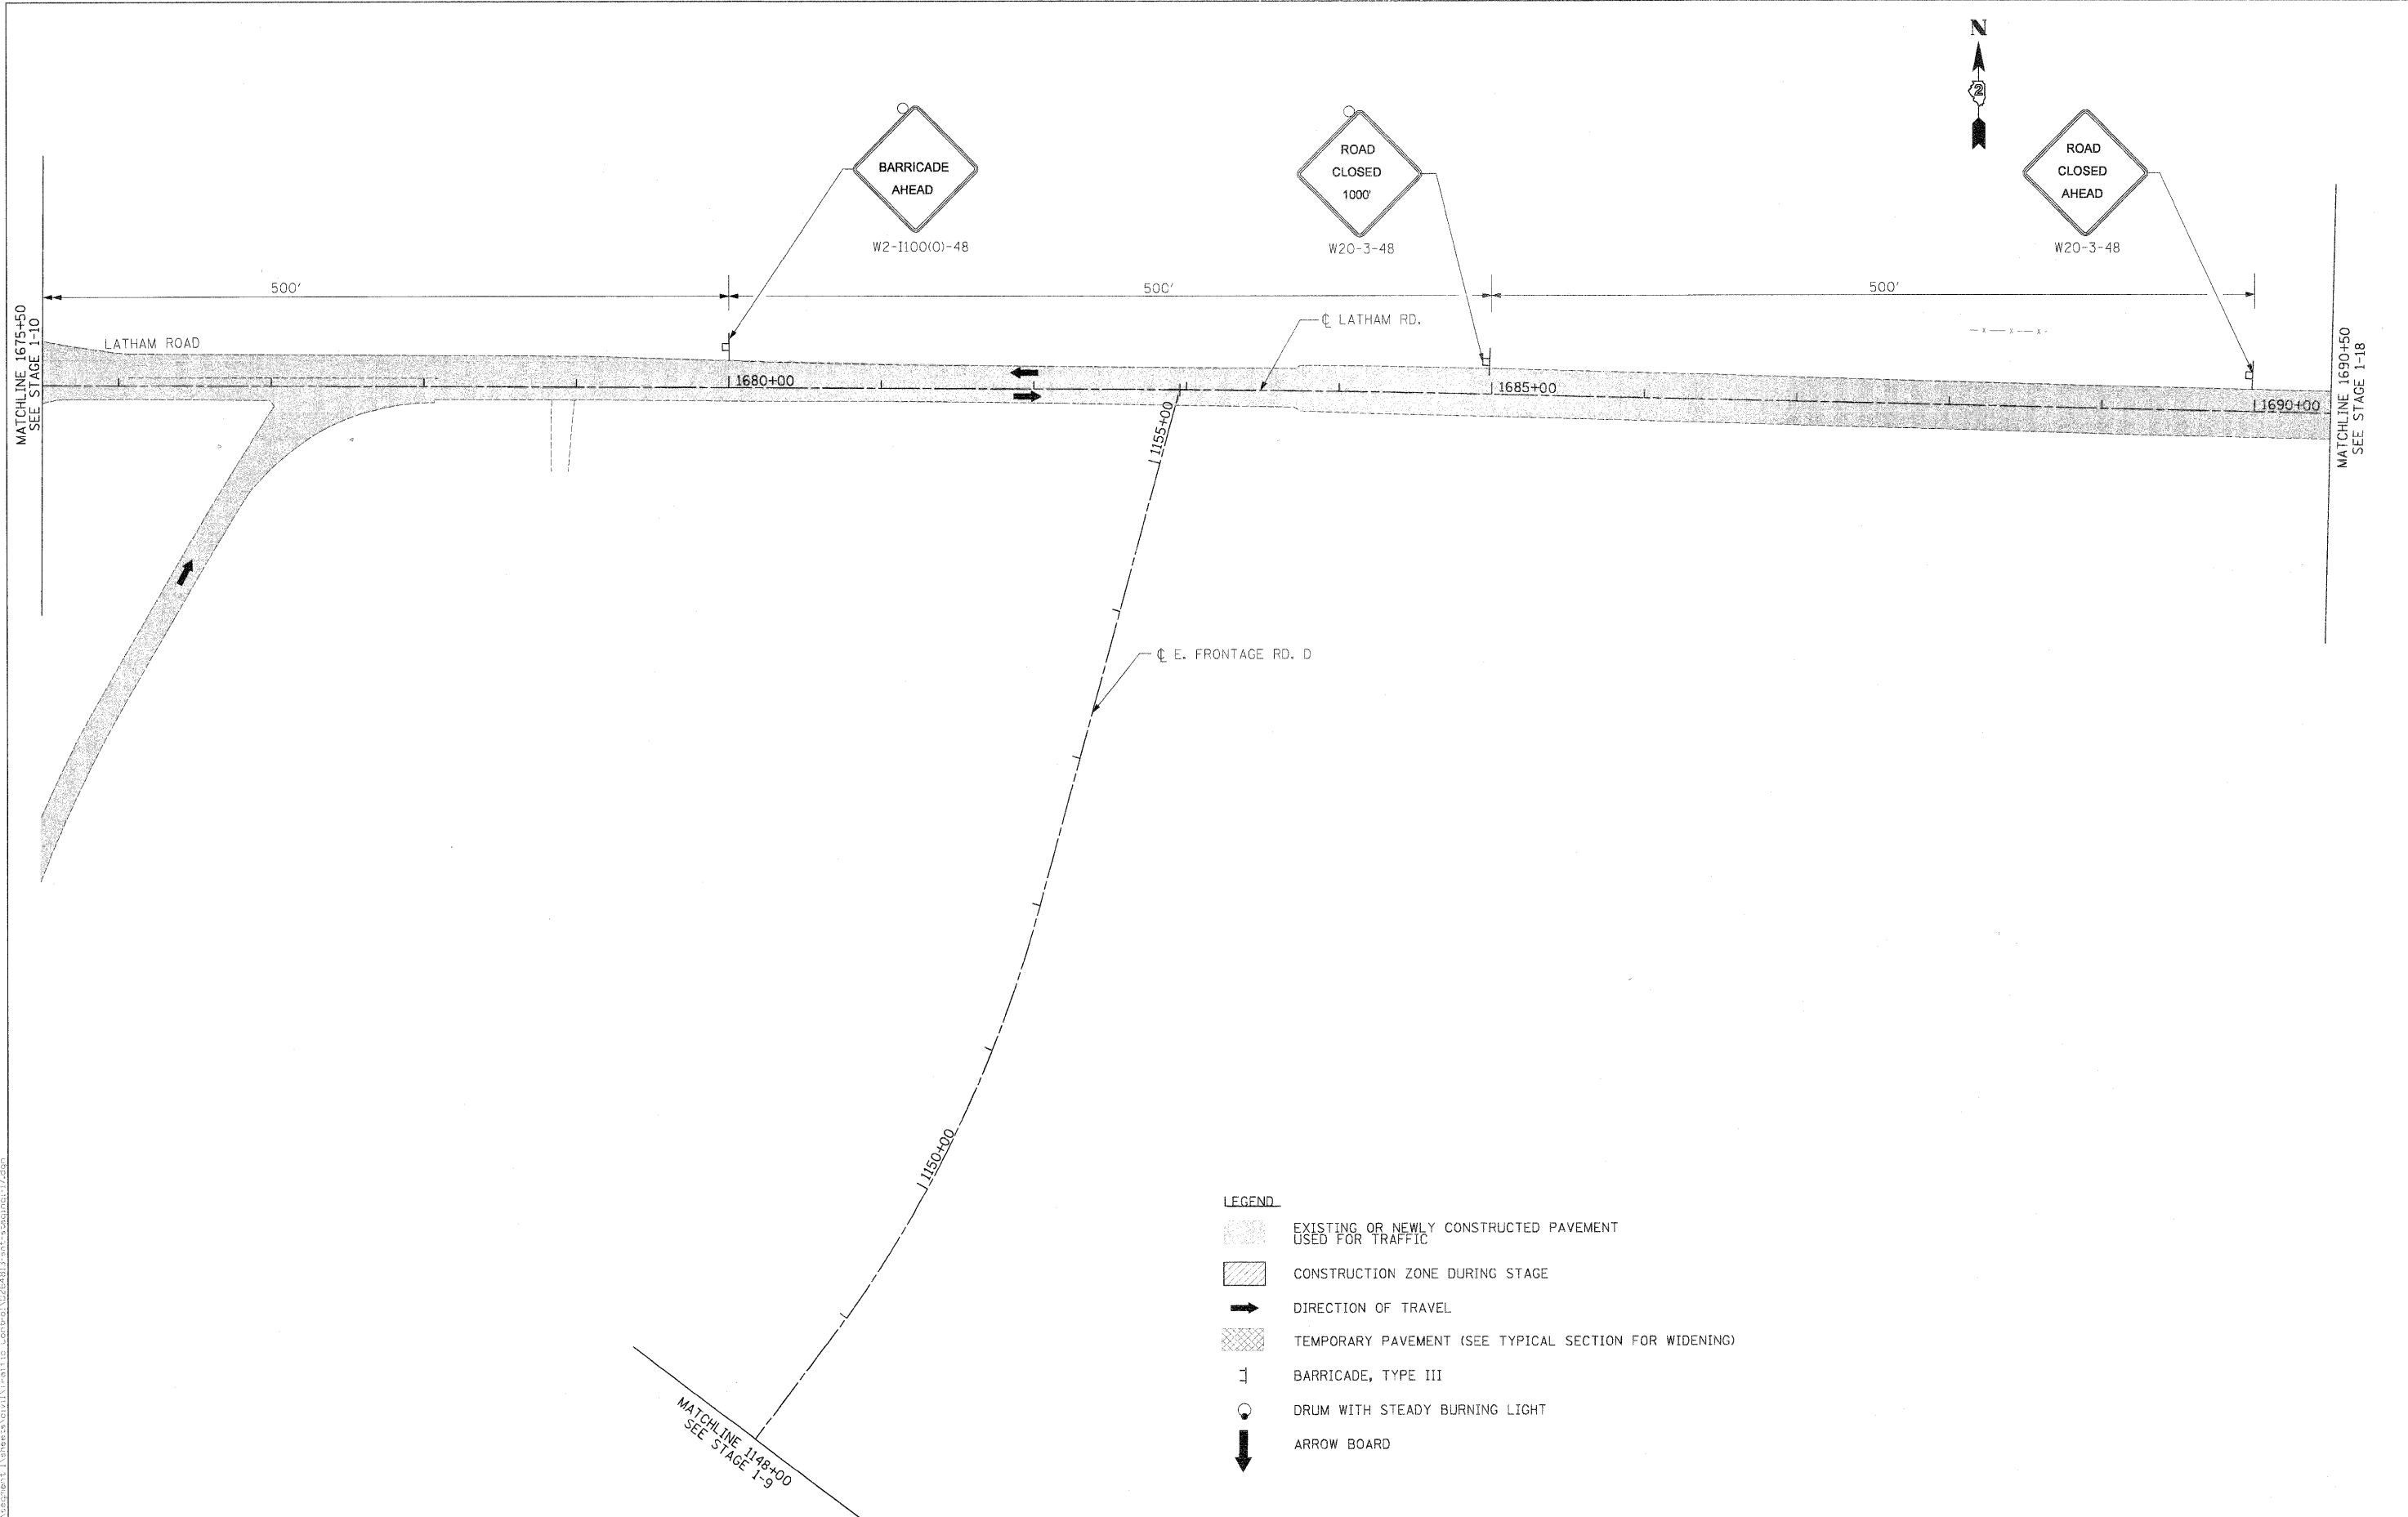 N
2
BARRICADE
AHEAD
W2-I100(0)-48
ROAD
CLOSED
1000'
W20-3-48
ROAD
CLOSED
AHEAD
W20-3-48
500'
500'
500'
MATCHLINE 1675+50
SEE STAGE 1-10
LATHAM ROAD
℄ LATHAM RD.
1680+00
1685+00
1690+00
MATCHLINE 1690+50
SEE STAGE 1-18
1155+00
℄ E. FRONTAGE RD. D
1150+00
MATCHLINE 1148+00
SEE STAGE 1-9
LEGEND
EXISTING OR NEWLY CONSTRUCTED PAVEMENT
USED FOR TRAFFIC
CONSTRUCTION ZONE DURING STAGE
DIRECTION OF TRAVEL
TEMPORARY PAVEMENT (SEE TYPICAL SECTION FOR WIDENING)
BARRICADE, TYPE III
DRUM WITH STEADY BURNING LIGHT
ARROW BOARD